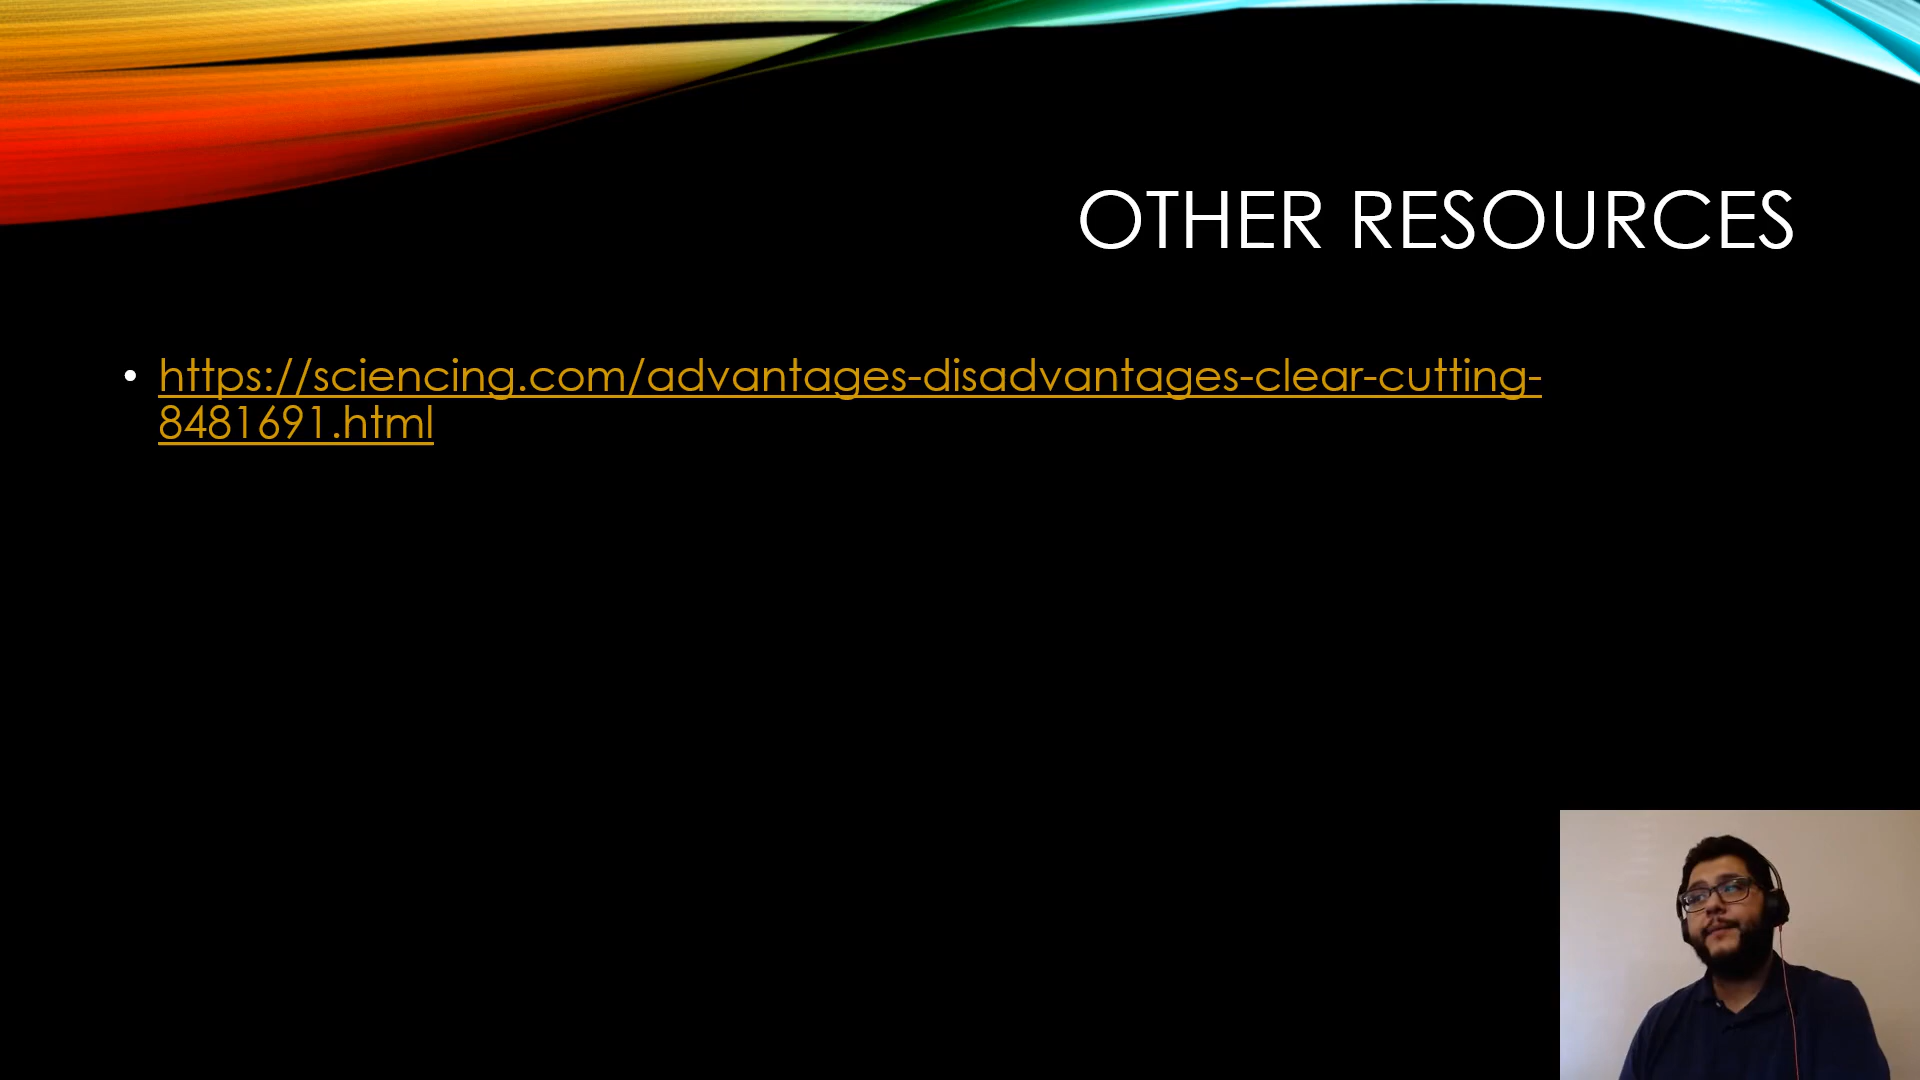 OTHER RESOURCES
• https://sciencing.com/advantages-disadvantages-clear-cutting-
8481691.html